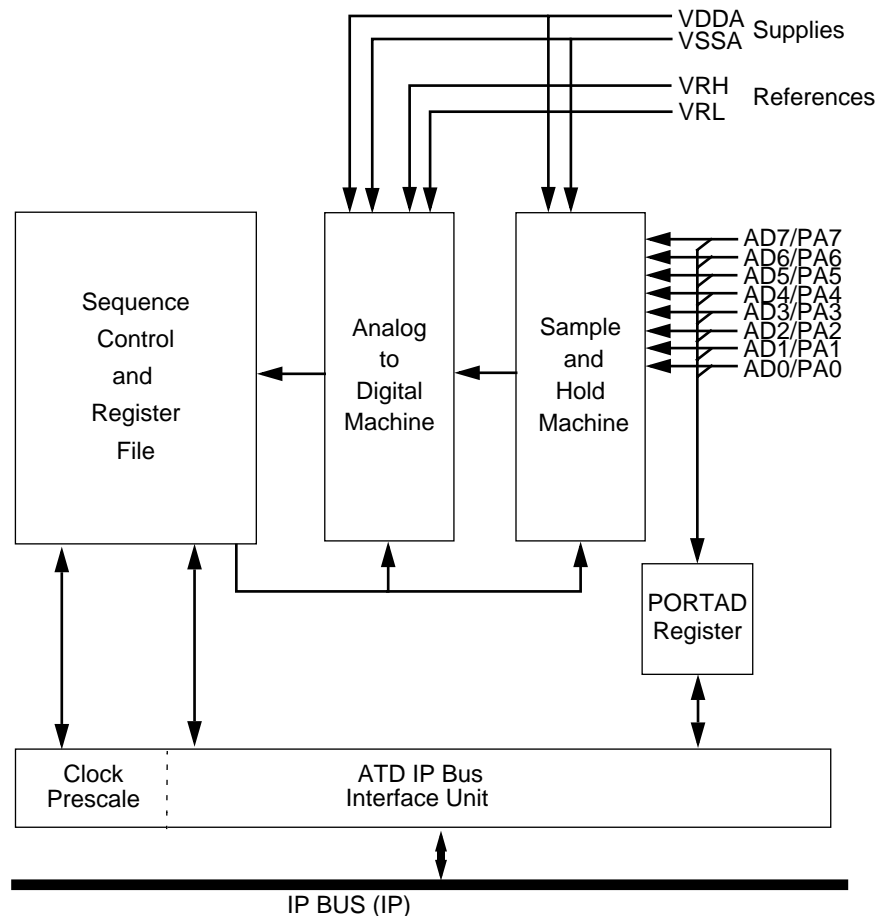 VDDA
VSSA
Supplies
VRH
VRL
References
AD7/PA7
AD6/PA6
AD5/PA5
AD4/PA4
AD3/PA3
AD2/PA2
AD1/PA1
AD0/PA0
Sequence
Control
and
Register
File
Analog
to
Digital
Machine
Sample
and
Hold
Machine
PORTAD
Register
Clock
Prescale
ATD IP Bus
Interface Unit
IP BUS (IP)